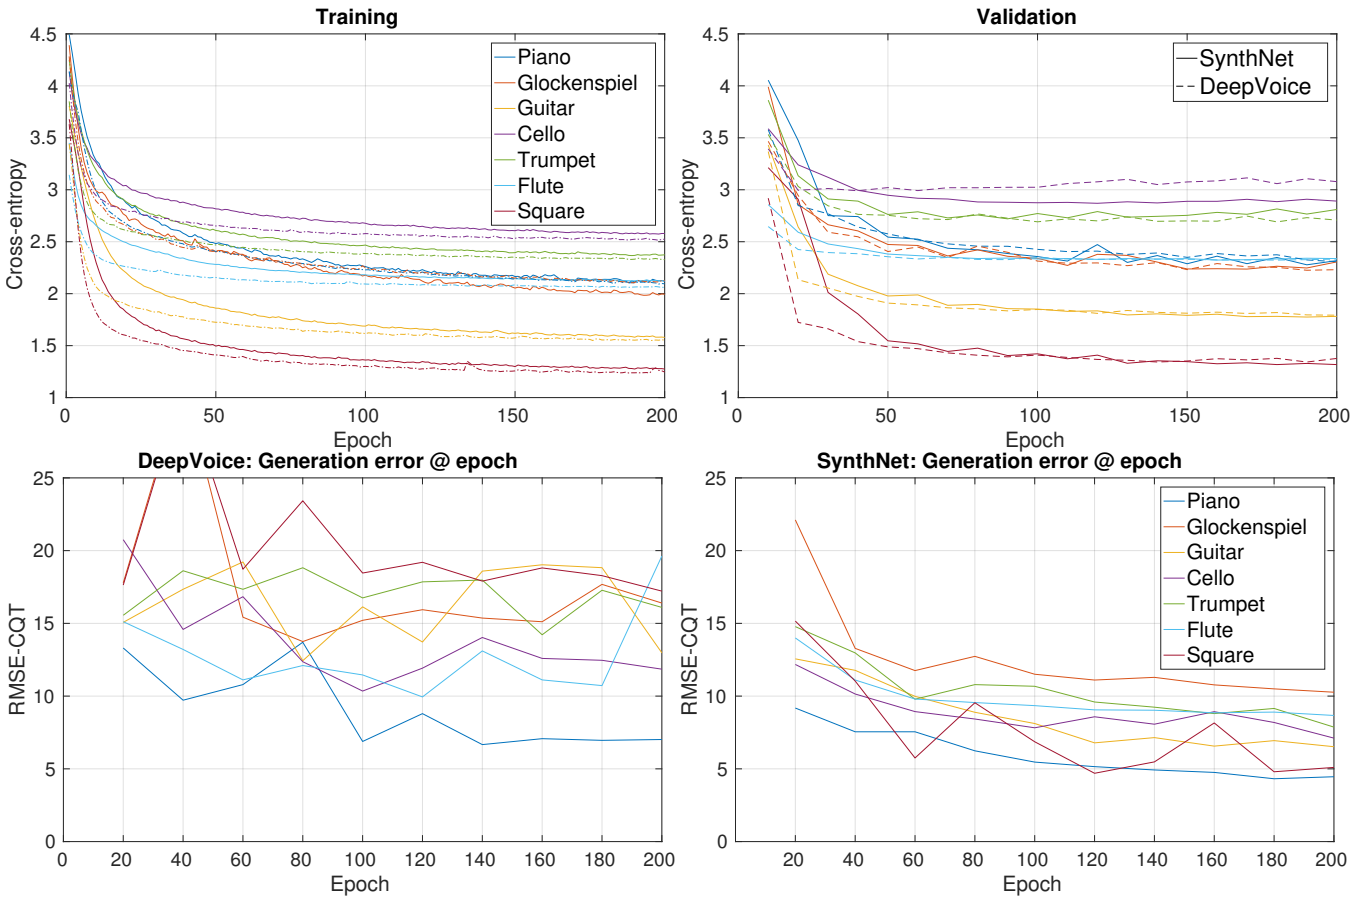 Training
4.5
4
3.5
3
2.5
2
1.5
1
Cross-entropy
0
50
100
150
200
Epoch
Piano
Glockenspiel
Guitar
Cello
Trumpet
Flute
Square
Validation
4.5
4
3.5
3
2.5
2
1.5
1
Cross-entropy
0
50
100
150
200
Epoch
SynthNet
DeepVoice
DeepVoice: Generation error @ epoch
25
20
15
10
5
0
RMSE-CQT
0
20
40
60
80
100
120
140
160
180
200
Epoch
SynthNet: Generation error @ epoch
25
20
15
10
5
0
RMSE-CQT
20
40
60
80
100
120
140
160
180
200
Epoch
Piano
Glockenspiel
Guitar
Cello
Trumpet
Flute
Square